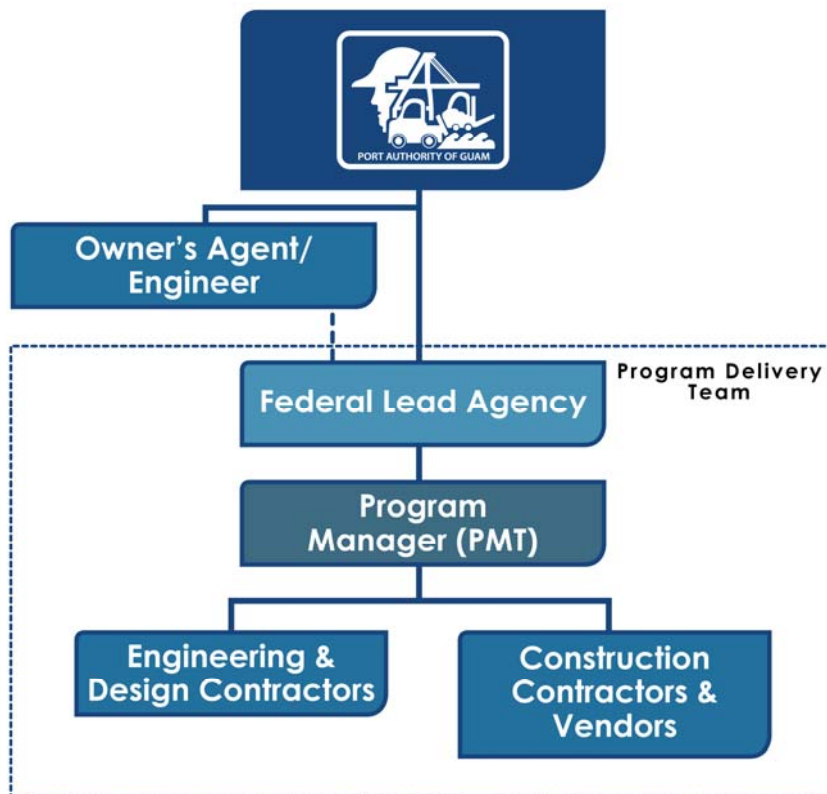 PORT AUTHORITY OF GUAM
Owner's Agent/
Engineer
Program Delivery
Team
Federal Lead Agency
Program
Manager (PMT)
Engineering &
Design Contractors
Construction
Contractors &
Vendors